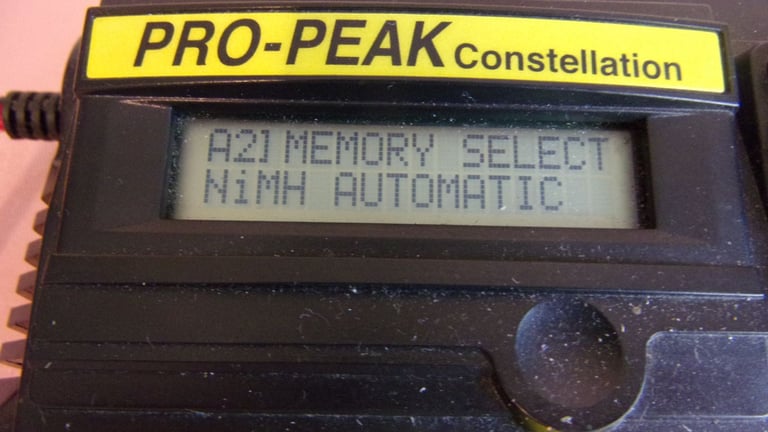 PRO-PEAK Constellation
A2] MEMORY SELECT
NiMH AUTOMATIC